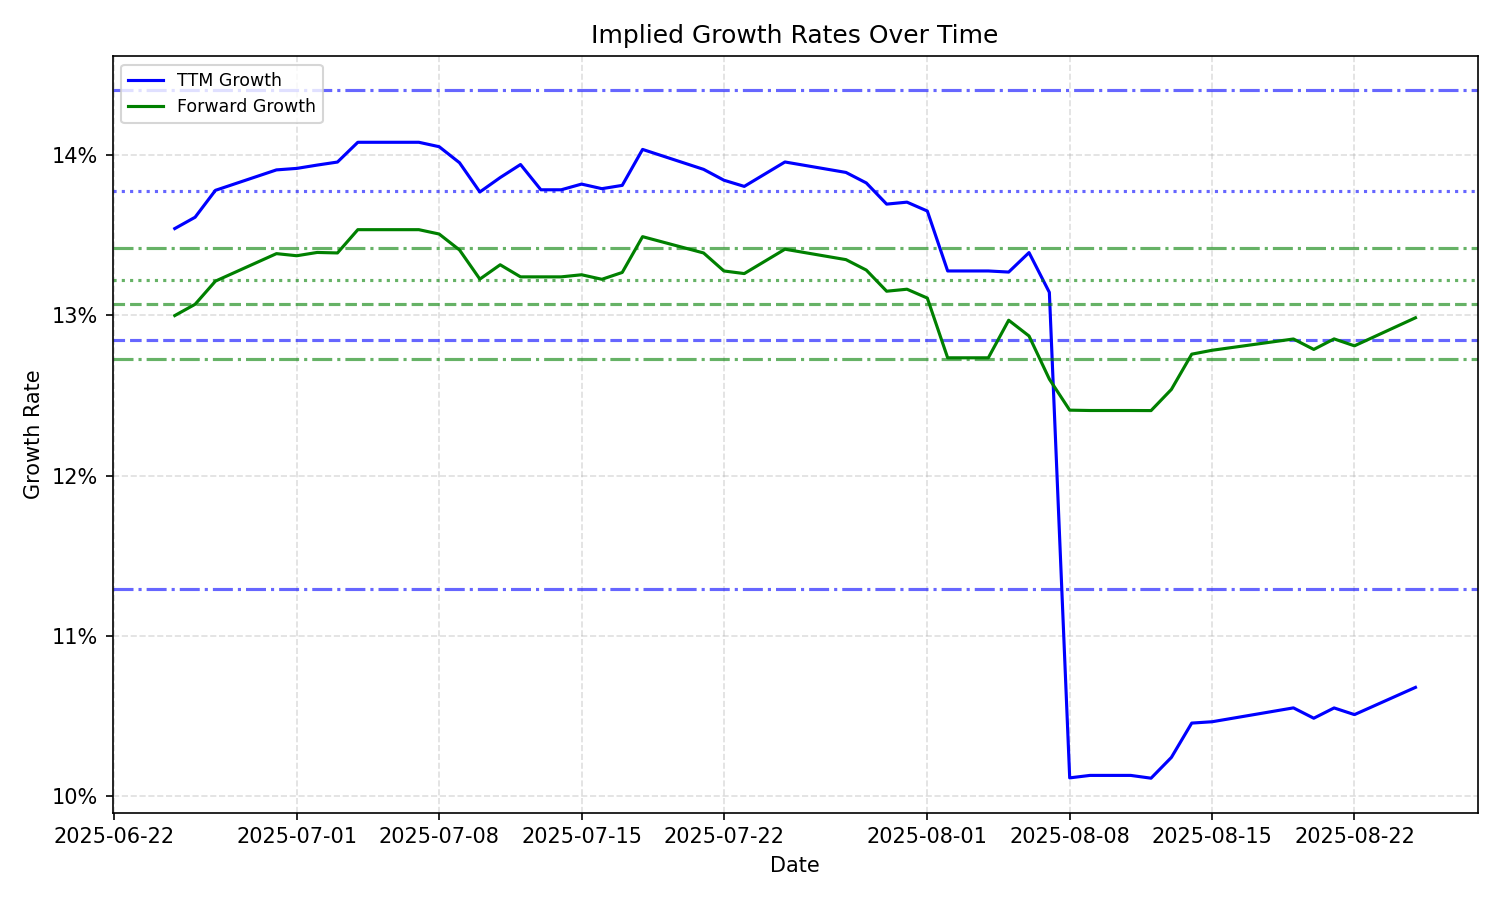 Implied Growth Rates Over Time
TTM Growth
Forward Growth
14%
13%
12%
11%
10%
Growth Rate
2025-06-22
2025-07-01
2025-07-08
2025-07-15
2025-07-22
2025-08-01
2025-08-08
2025-08-15
2025-08-22
Date